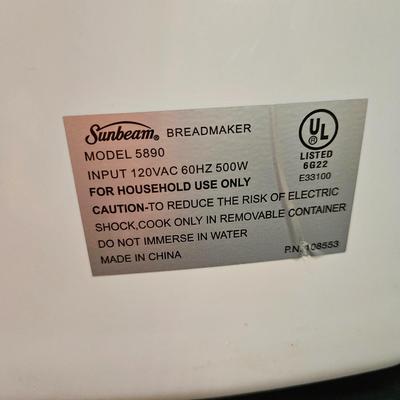 Sunbeam® BREADMAKER
MODEL 5890
INPUT 120VAC 60HZ 500W
FOR HOUSEHOLD USE ONLY
CAUTION-TO REDUCE THE RISK OF ELECTRIC
SHOCK,COOK ONLY IN REMOVABLE CONTAINER
DO NOT IMMERSE IN WATER
MADE IN CHINA
UL®
LISTED
6G22
E33100
P.N. 108553